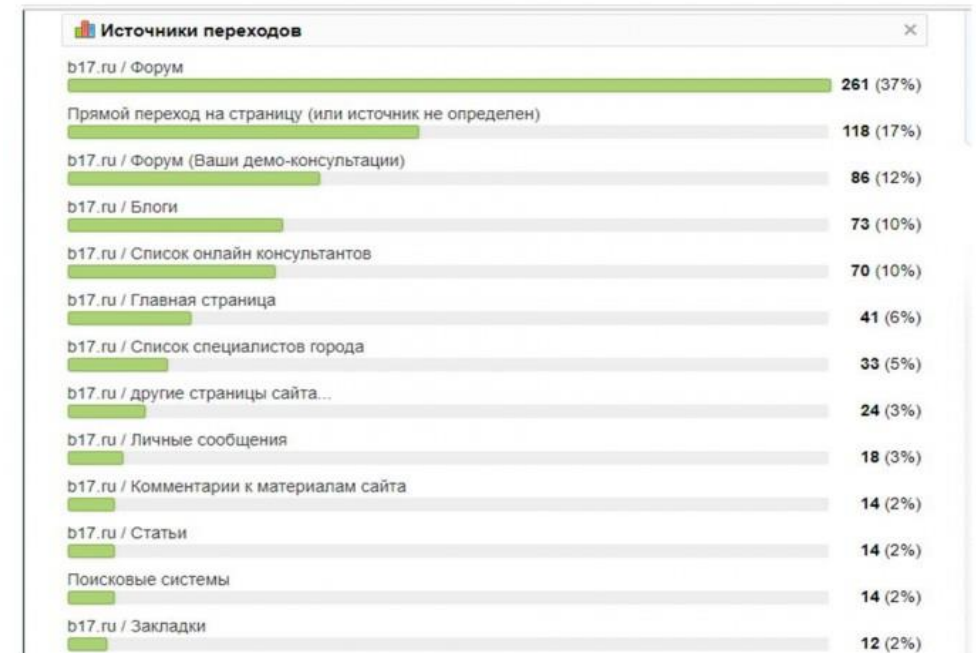 Источники переходов ×
b17.ru / Форум
261 (37%)
Прямой переход на страницу (или источник не определен)
118 (17%)
b17.ru / Форум (Ваши демо-консультации)
86 (12%)
b17.ru / Блоги
73 (10%)
b17.ru / Список онлайн консультантов
70 (10%)
b17.ru / Главная страница
41 (6%)
b17.ru / Список специалистов города
33 (5%)
b17.ru / другие страницы сайта...
24 (3%)
b17.ru / Личные сообщения
18 (3%)
b17.ru / Комментарии к материалам сайта
14 (2%)
b17.ru / Статьи
14 (2%)
Поисковые системы
14 (2%)
b17.ru / Закладки
12 (2%)